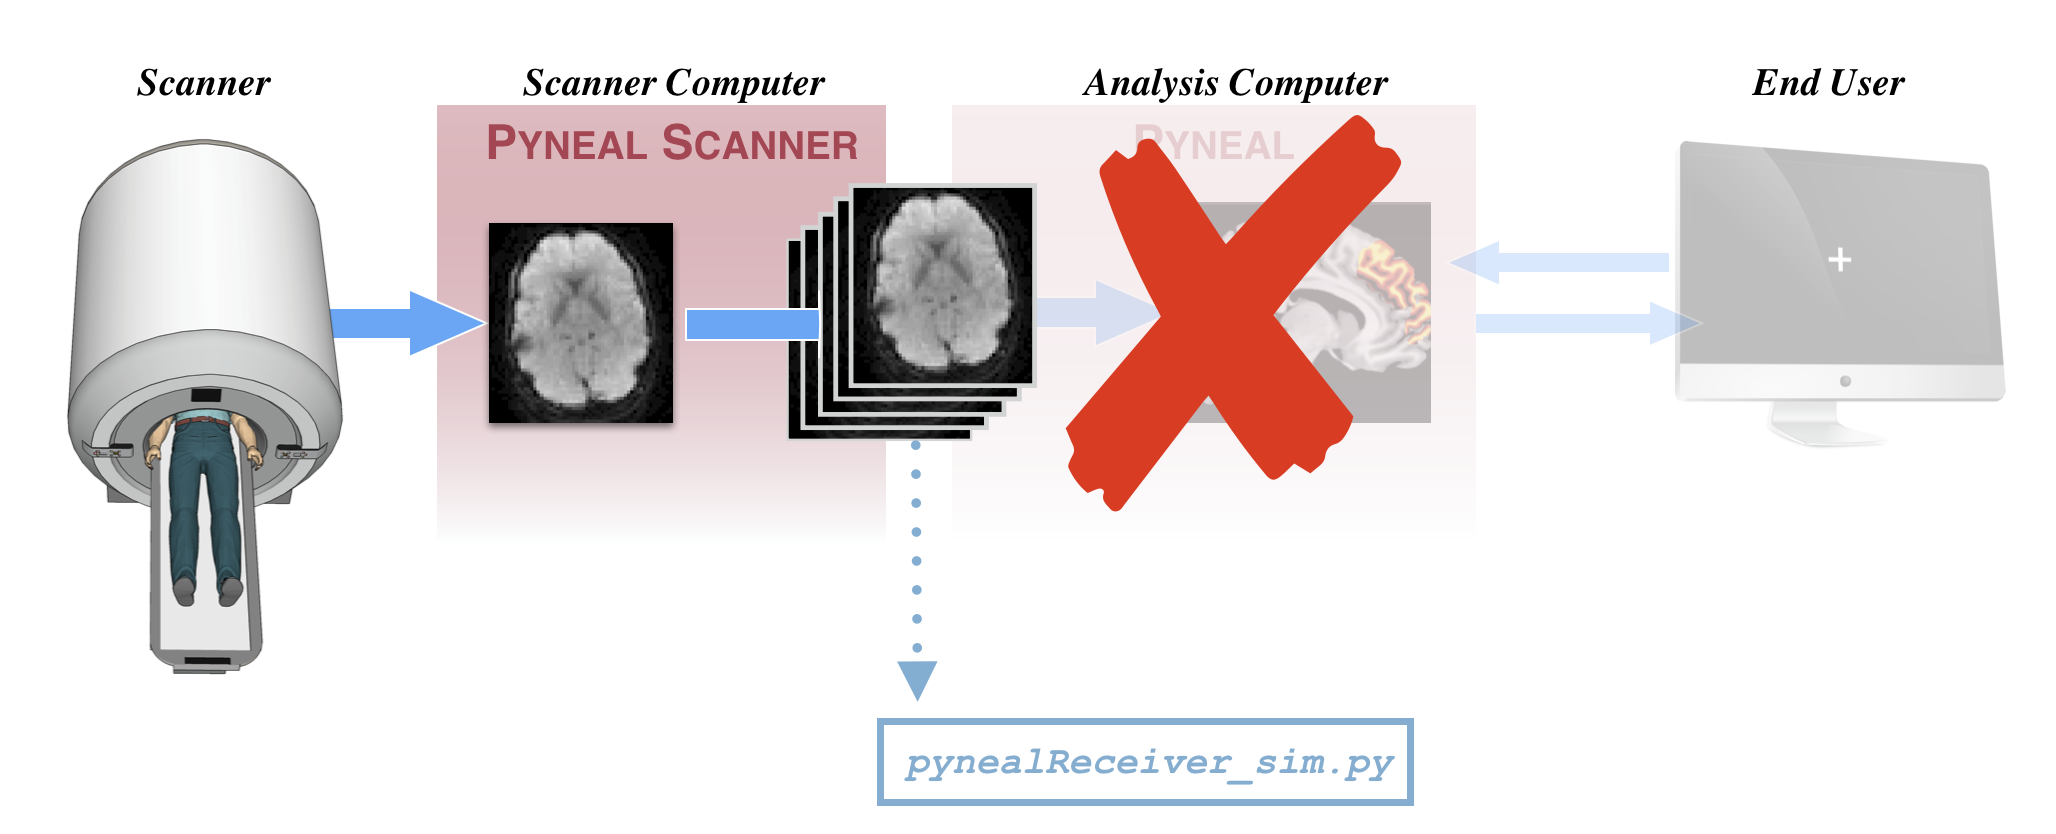 Scanner
Scanner Computer
Analysis Computer
End User
PYNEAL SCANNER
PYNEAL
pynealReceiver_sim.py